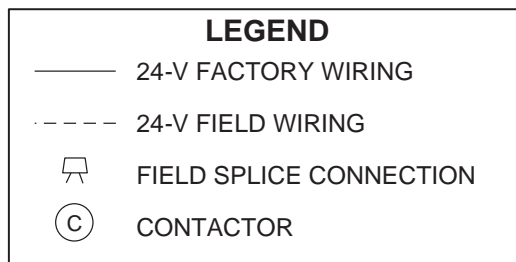 LEGEND
24-V FACTORY WIRING
24-V FIELD WIRING
FIELD SPLICE CONNECTION
C CONTACTOR